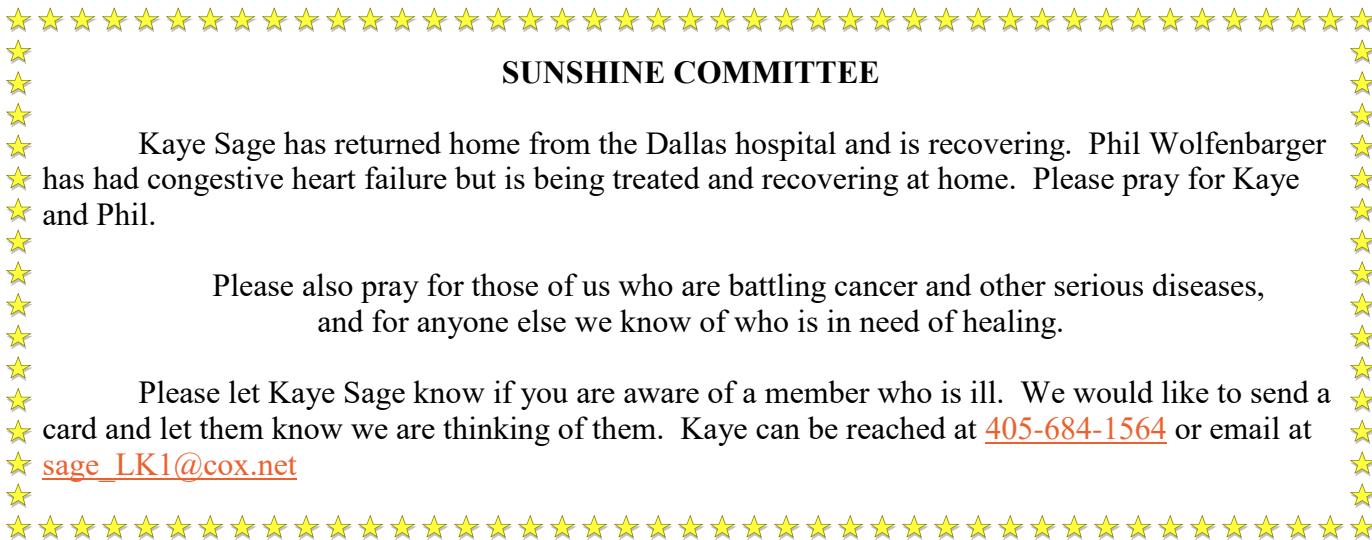 SUNSHINE COMMITTEE
Kaye Sage has returned home from the Dallas hospital and is recovering.  Phil Wolfenbarger
has had congestive heart failure but is being treated and recovering at home.  Please pray for Kaye
and Phil.
Please also pray for those of us who are battling cancer and other serious diseases,
and for anyone else we know of who is in need of healing.
Please let Kaye Sage know if you are aware of a member who is ill.  We would like to send a
card and let them know we are thinking of them.  Kaye can be reached at 405-684-1564 or email at
sage_LK1@cox.net